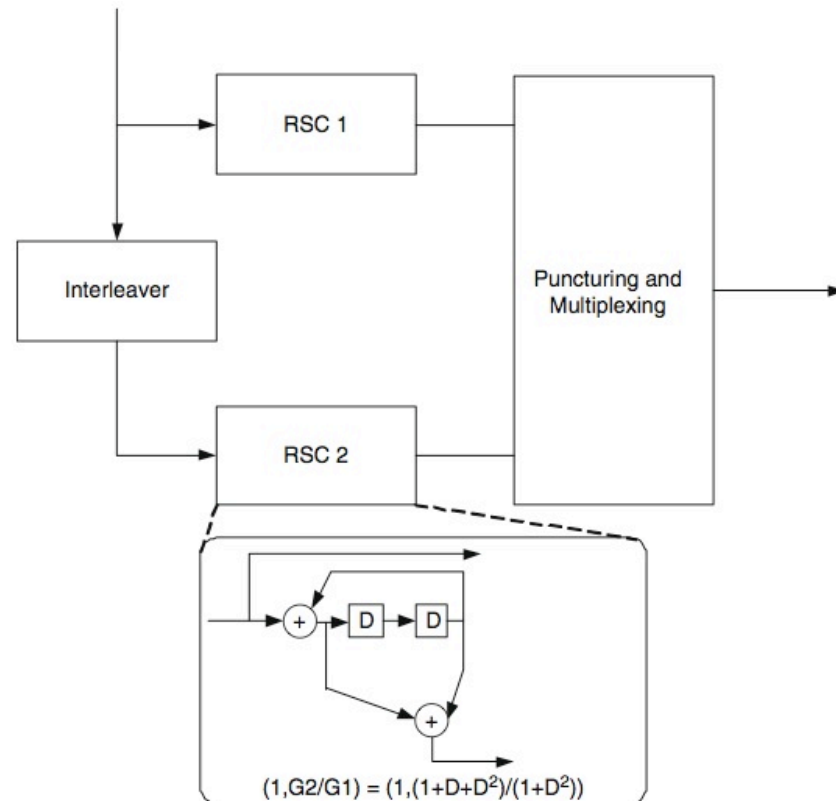 RSC 1
Interleaver
Puncturing and
Multiplexing
RSC 2
+
D
D
+
(1,G2/G1) = (1,(1+D+D²)/(1+D²))